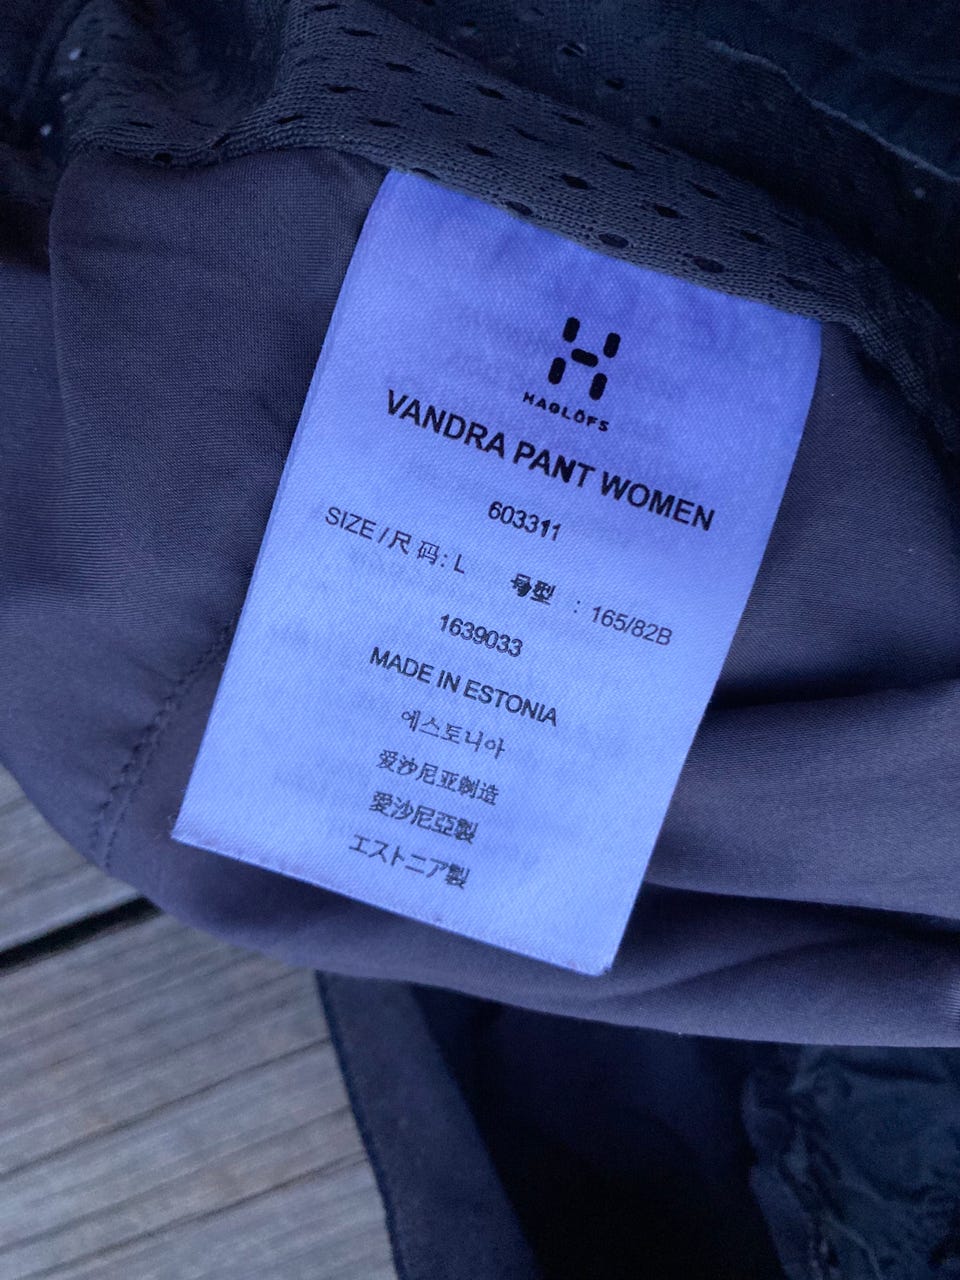 HAGLÖFS
VANDRA PANT WOMEN
603311
SIZE / 尺 码: L 号型 : 165/82B
1639033
MADE IN ESTONIA
에스토니아
爱沙尼亚制造
愛沙尼亞製
エストニア製